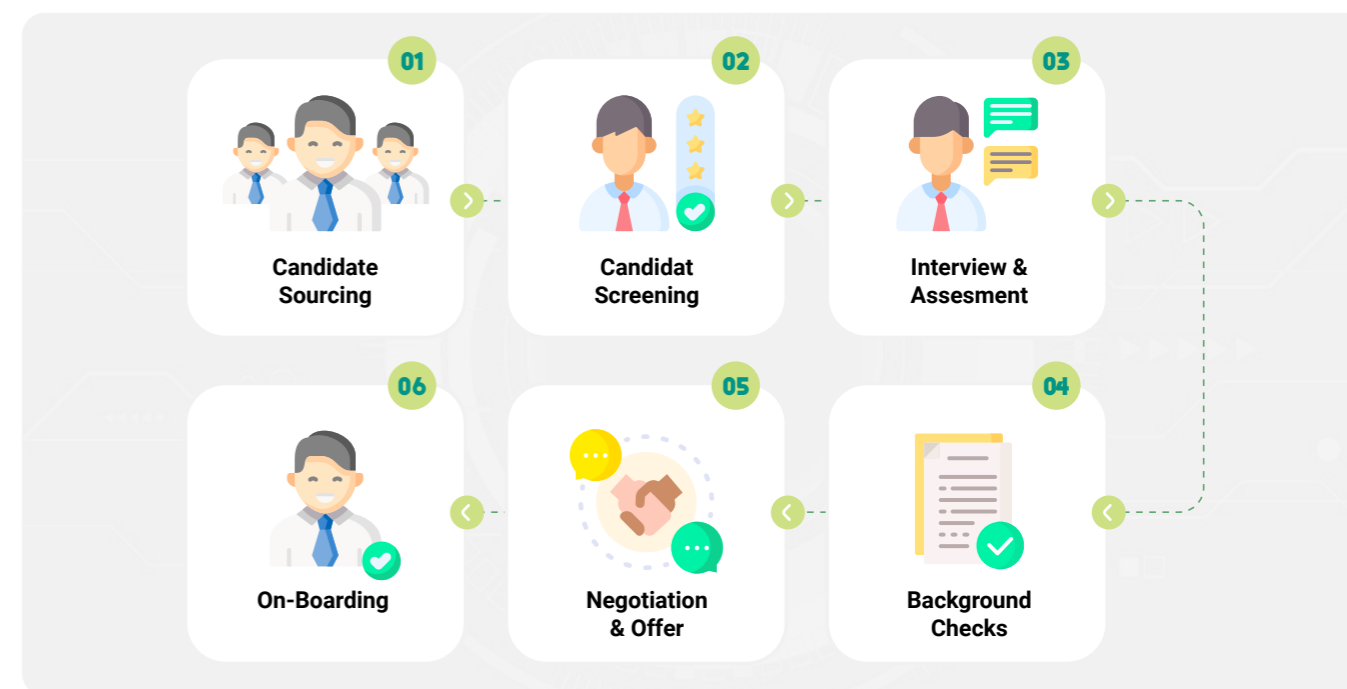 01
Candidate
Sourcing
02
Candidat
Screening
03
Interview &
Assesment
04
Background
Checks
05
Negotiation
& Offer
06
On-Boarding